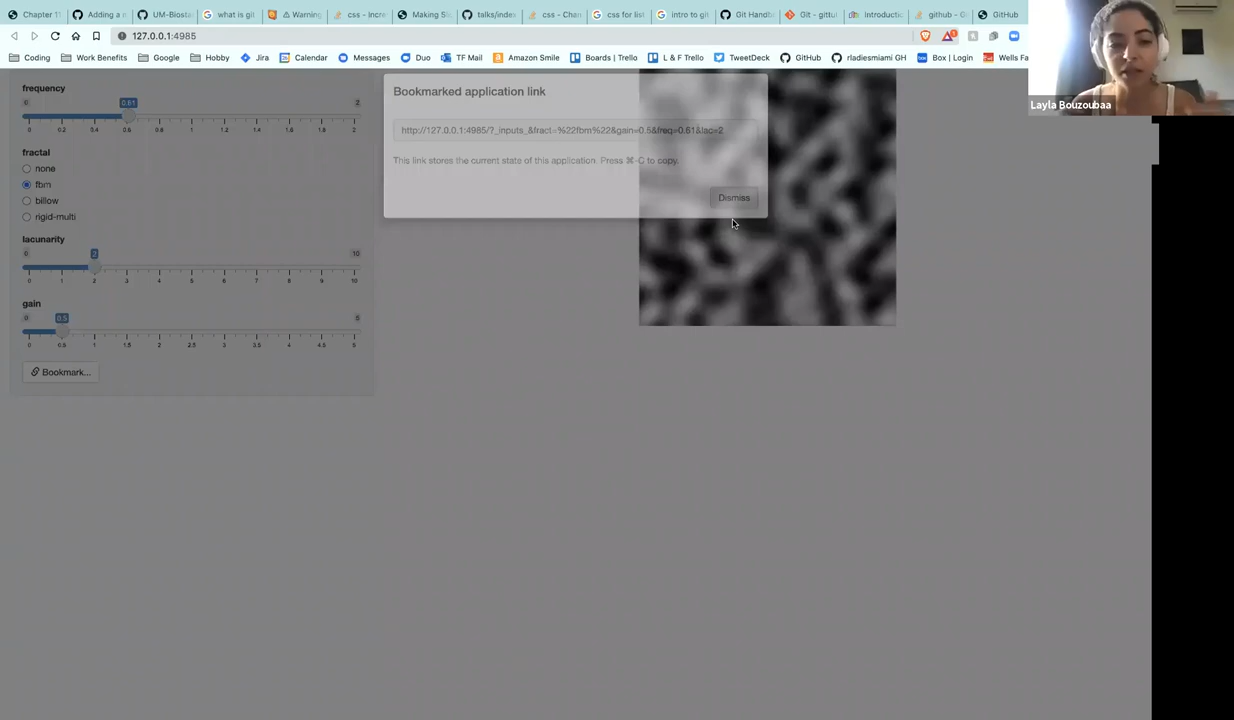 Chapter 1 Adding a n UM-Biosta what is git Warning css - Incre Making Sli talks/index css - Chan css for list intro to git Git Handb Git - gittut Introductio github - G GitHub
127.0.0.1:4985
Coding Work Benefits Google Hobby Jira Calendar Messages Duo TF Mail Amazon Smile Boards | Trello L & F Trello TweetDeck GitHub rladiesmiami GH Box | Login Wells Fa
Layla Bouzoubaa
frequency
0 0.61 2
0 0.2 0.4 0.6 0.8 1 1.2 1.4 1.6 1.8 2
fractal
none
fbm
billow
rigid-multi
lacunarity
0 2 10
0 1 2 3 4 5 6 7 8 9 10
gain
0 0.5 5
0 0.5 1 1.5 2 2.5 3 3.5 4 4.5 5
Bookmark...
Bookmarked application link
http://127.0.0.1:4985/?_inputs_&fract=%22fbm%22&gain=0.5&freq=0.61&lac=2
This link stores the current state of this application. Press ⌘-C to copy.
Dismiss